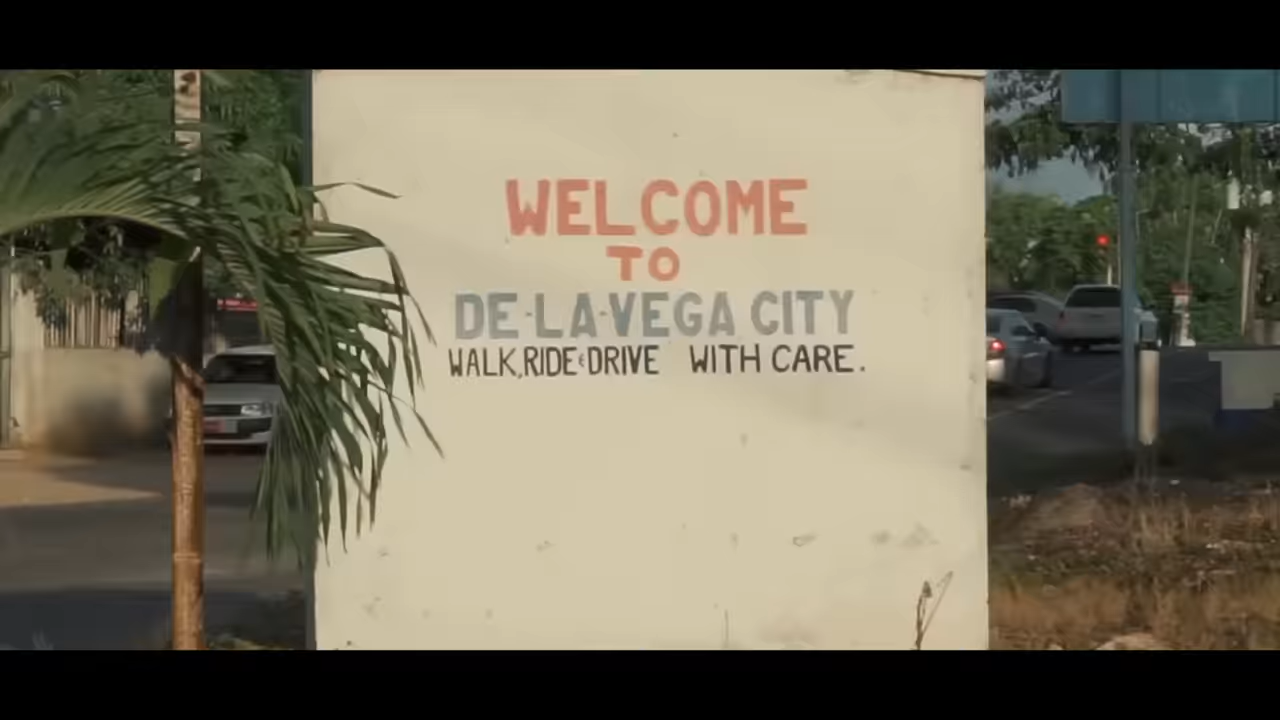 WELCOME
TO
DE-LA-VEGA CITY
WALK, RIDE & DRIVE WITH CARE.